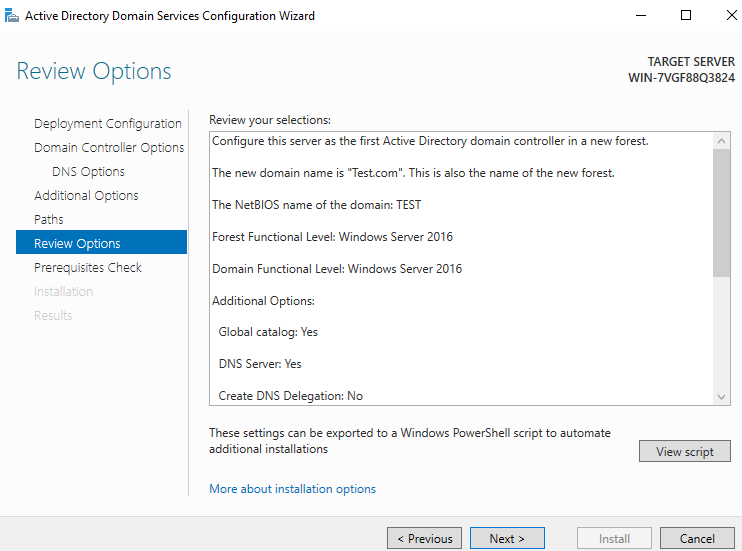 Active Directory Domain Services Configuration Wizard
Review Options
TARGET SERVER
WIN-7VGF88Q3824
Deployment Configuration
Domain Controller Options
DNS Options
Additional Options
Paths
Review Options
Prerequisites Check
Installation
Results
Review your selections:
Configure this server as the first Active Directory domain controller in a new forest.
The new domain name is "Test.com". This is also the name of the new forest.
The NetBIOS name of the domain: TEST
Forest Functional Level: Windows Server 2016
Domain Functional Level: Windows Server 2016
Additional Options:
Global catalog: Yes
DNS Server: Yes
Create DNS Delegation: No
These settings can be exported to a Windows PowerShell script to automate
additional installations
View script
More about installation options
< Previous
Next >
Install
Cancel